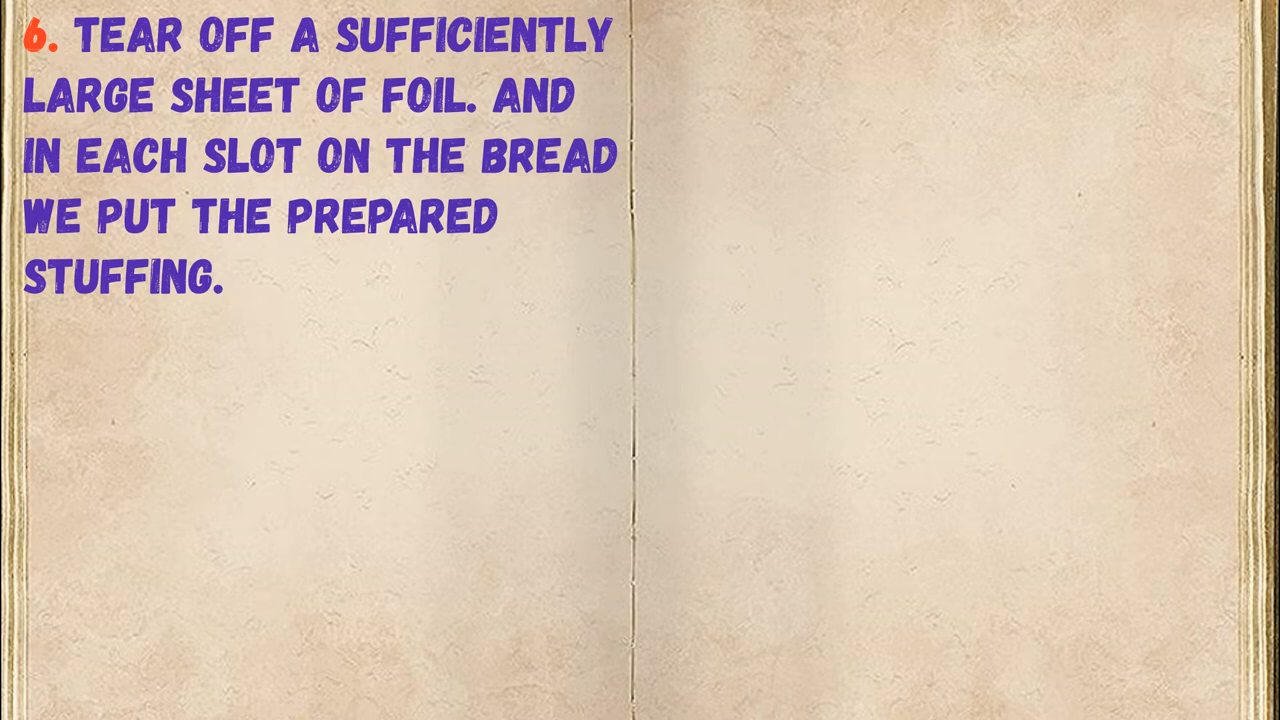 6. TEAR OFF A SUFFICIENTLY
LARGE SHEET OF FOIL. AND
IN EACH SLOT ON THE BREAD
WE PUT THE PREPARED
STUFFING.